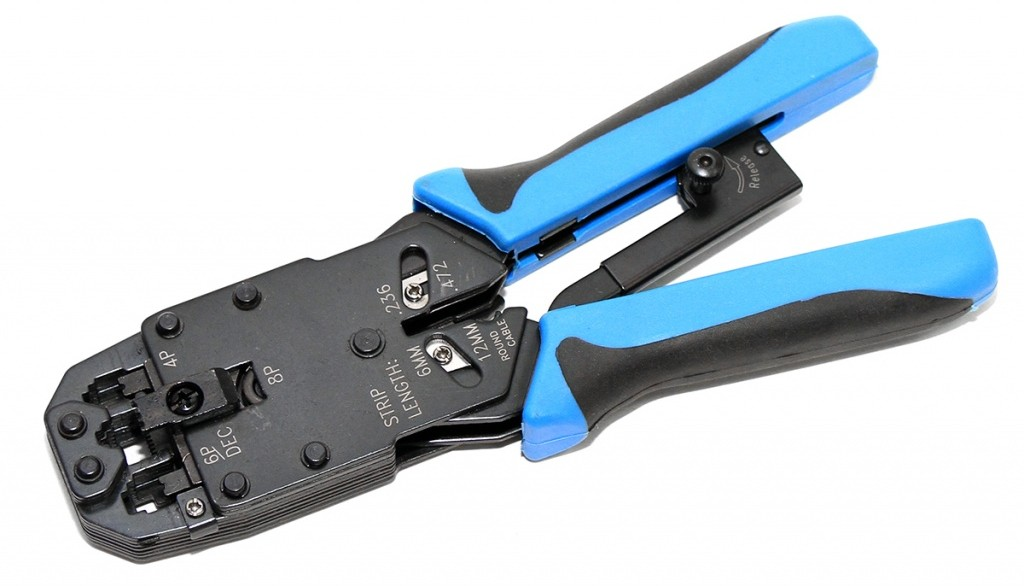 Release
.236 .472
STRIP
LENGTH:
6MM 12MM
ROUND
CABLE
4P
8P
6P
DEC